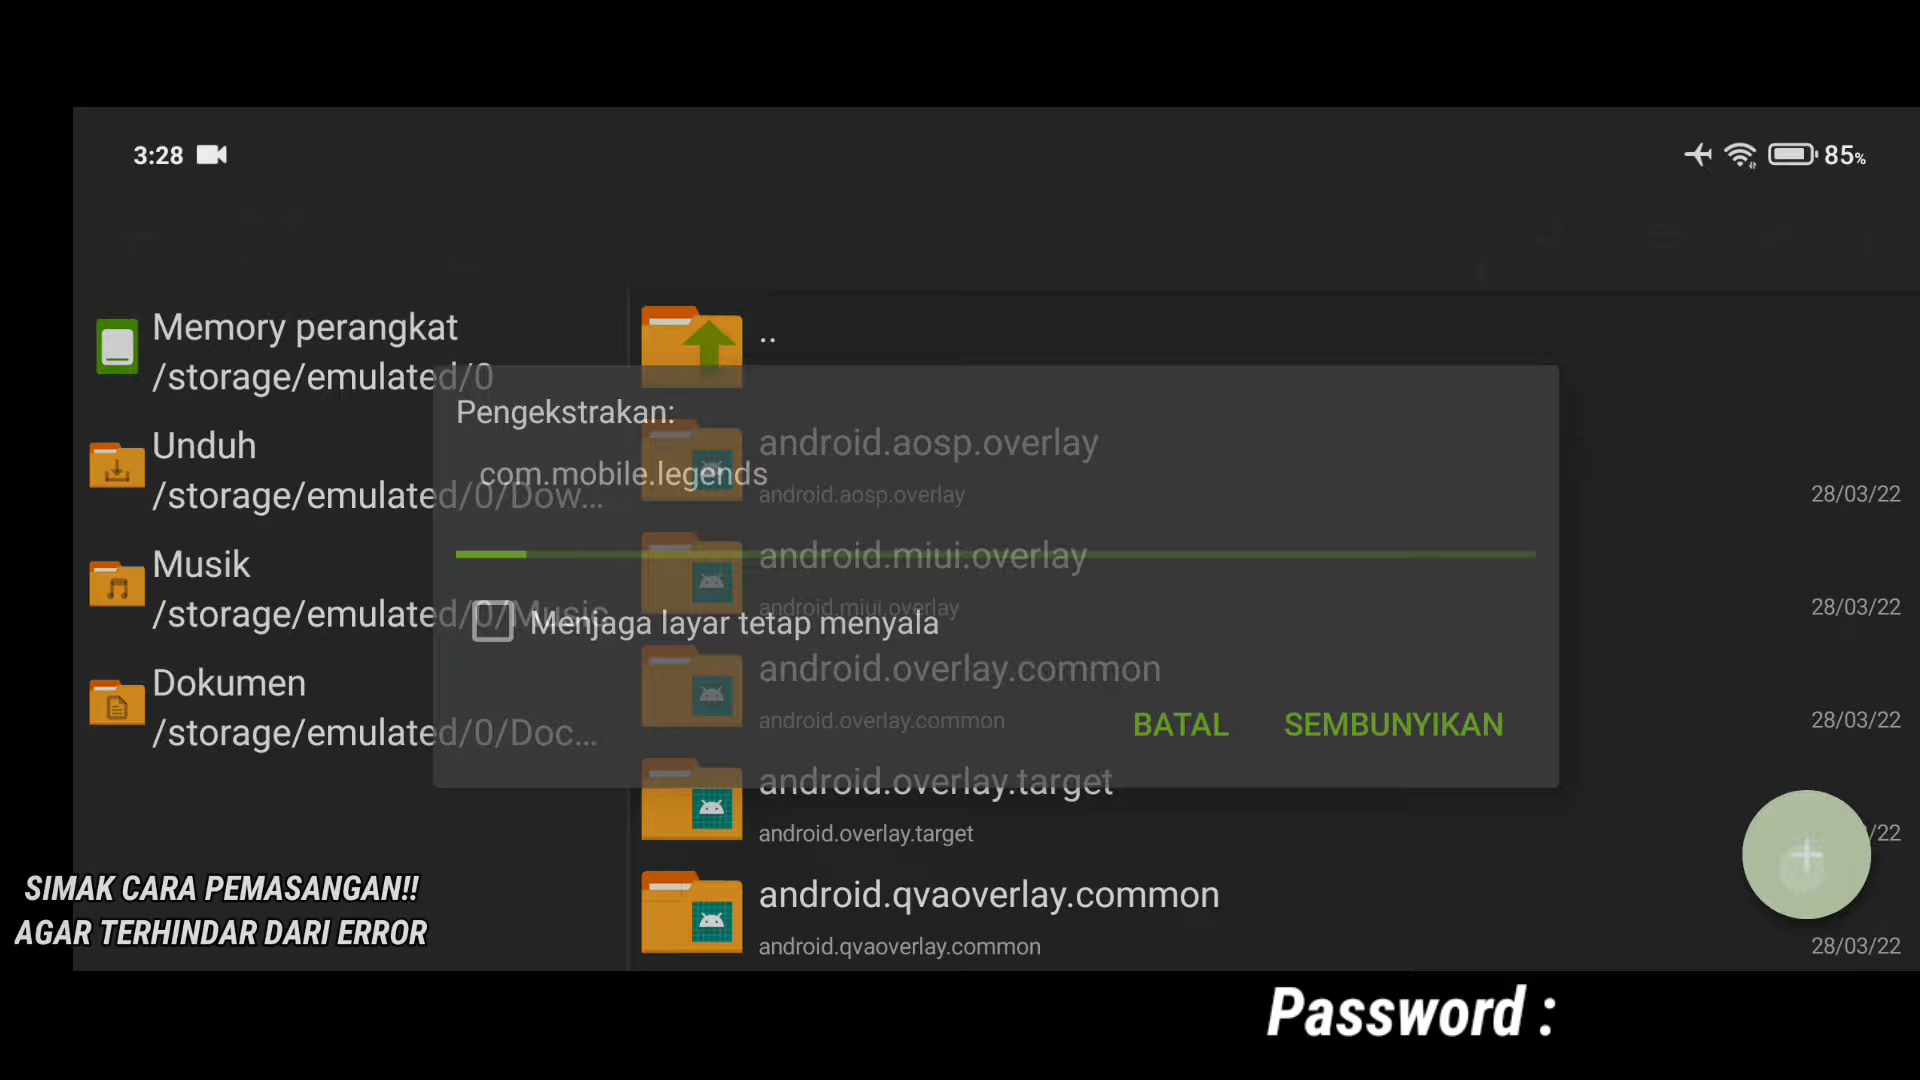 3:28
85%
Memory perangkat
/storage/emulated/0
Unduh
/storage/emulated/0/Dow...
Musik
/storage/emulated/0/Music
Dokumen
/storage/emulated/0/Doc...
..
android.aosp.overlay
android.aosp.overlay
28/03/22
android.miui.overlay
android.miui.overlay
28/03/22
android.overlay.common
android.overlay.common
28/03/22
android.overlay.target
android.overlay.target
/22
android.qvaoverlay.common
android.qvaoverlay.common
28/03/22
Pengekstrakan:
com.mobile.legends
Menjaga layar tetap menyala
BATAL
SEMBUNYIKAN
SIMAK CARA PEMASANGAN!!
AGAR TERHINDAR DARI ERROR
Password :